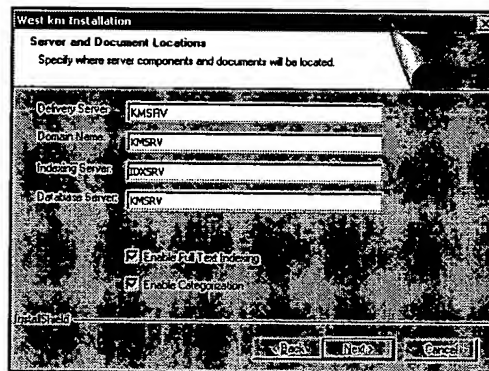 West km Installation
Server and Document Locations
Specify where server components and documents will be located.
Delivery Server: KMSRV
Domain Name: KMSRV
Indexing Server: IDXSRV
Database Server: KMSRV
Enable Full Text Indexing
Enable Categorization
InstallShield
< Back Next > Cancel